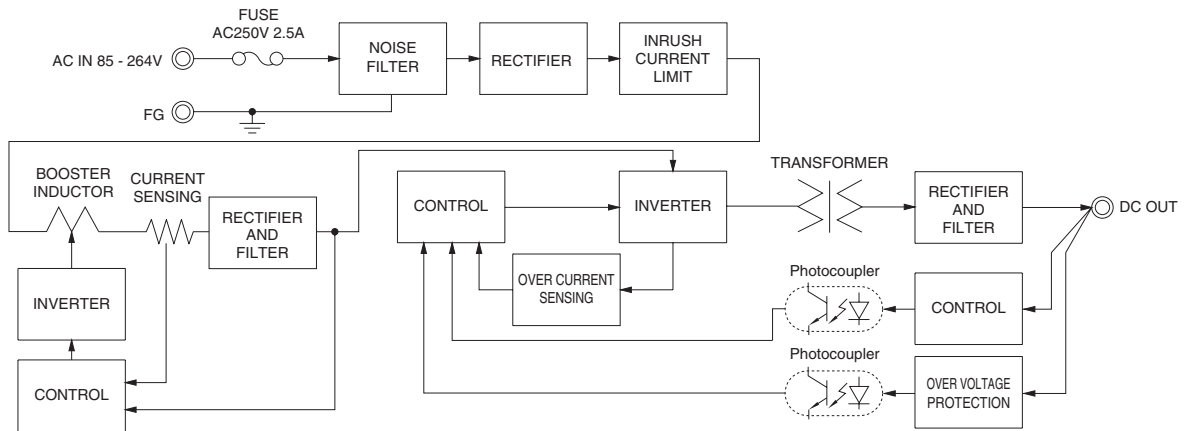 FUSE
AC250V 2.5A
AC IN 85 - 264V
NOISE
FILTER
RECTIFIER
INRUSH
CURRENT
LIMIT
FG
BOOSTER
INDUCTOR
CURRENT
SENSING
RECTIFIER
AND
FILTER
CONTROL
INVERTER
TRANSFORMER
RECTIFIER
AND
FILTER
DC OUT
OVER CURRENT
SENSING
INVERTER
CONTROL
Photocoupler
CONTROL
Photocoupler
OVER VOLTAGE
PROTECTION